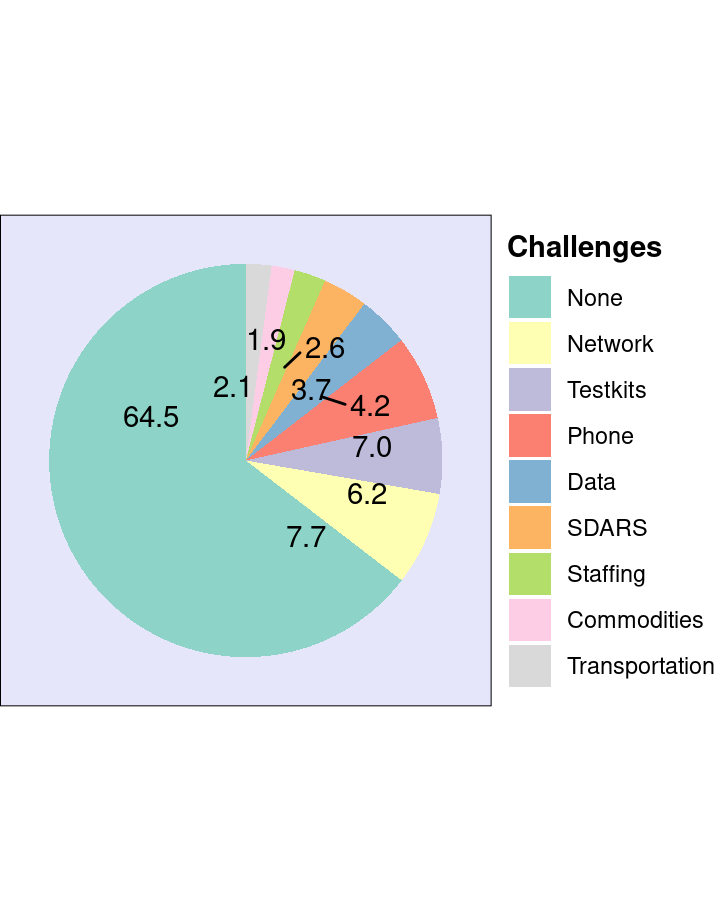 1.9
2.6
2.1
3.7
4.2
64.5
7.0
6.2
7.7
Challenges
None
Network
Testkits
Phone
Data
SDARS
Staffing
Commodities
Transportation